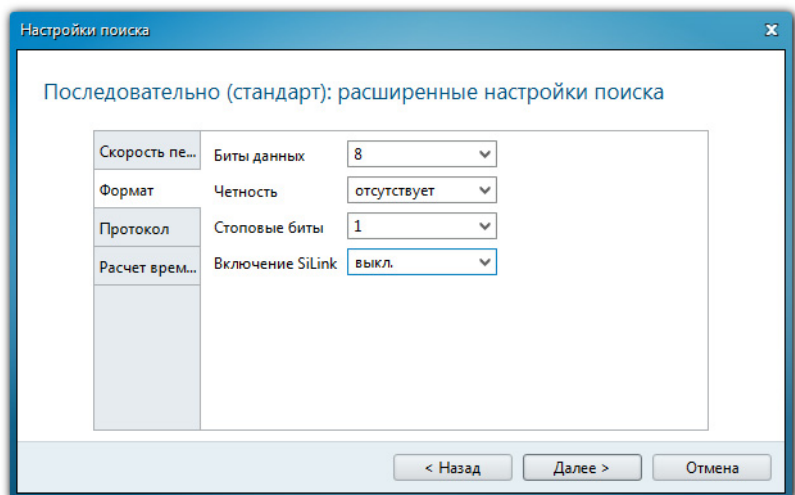 Настройки поиска
Последовательно (стандарт): расширенные настройки поиска
Скорость пе...
Формат
Протокол
Расчет врем...
Биты данных 8
Четность отсутствует
Стоповые биты 1
Включение SiLink выкл.
< Назад
Далее >
Отмена